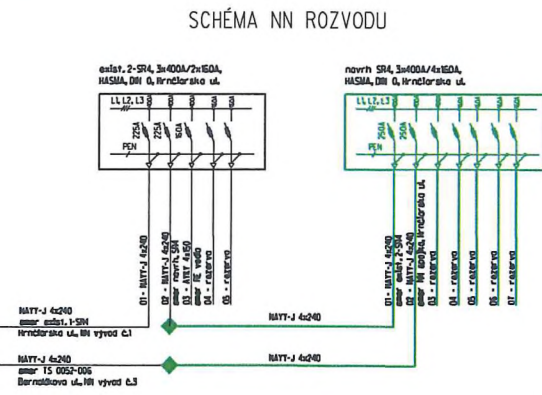 SCHÉMA NN ROZVODU
exist. 2-SR4, 3x400A/2x160A,
HASMA, DIN 0, Hrnčiarska ul.
L1, L2, L3
225A
225A
160A
PEN
01 - NAYY-J 4x240
02 - NAYY-J 4x240
smer navrh. SR4
03 - AYKY 4x150
smer RE
04 - rezerva
05 - rezerva
navrh SR4, 3x400A/4x160A,
HASMA, DIN 0, Hrnčiarska ul.
L1, L2, L3
250A
250A
PEN
01 - NAYY-J 4x240
smer exist. 2-SR4
02 - NAYY-J 4x240
smer NN spojka, Hrnčiarska ul.
03 - rezerva
04 - rezerva
05 - rezerva
06 - rezerva
07 - rezerva
NAYY-J 4x240
smer exist. 1-SR4
Hrnčiarska ul., NN vývod č.1
NAYY-J 4x240
NAYY-J 4x240
smer TS 0052-006
Bernolákova ul., NN vývod č.3
NAYY-J 4x240